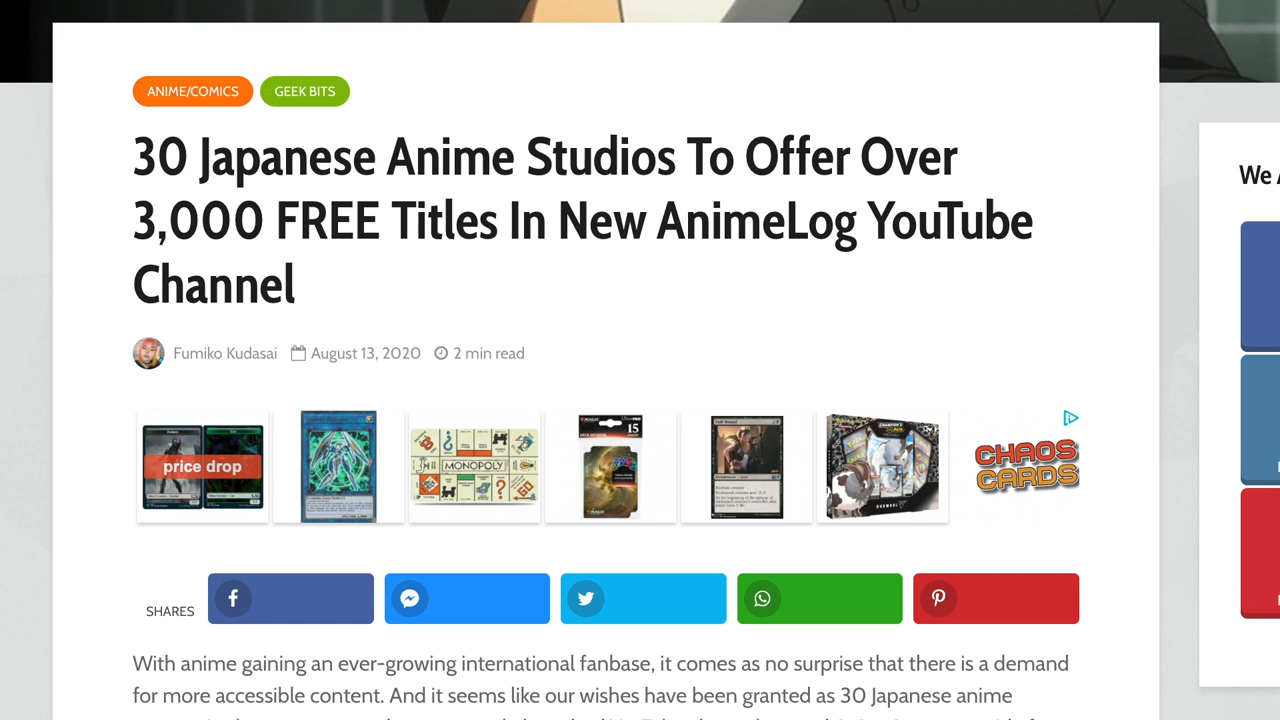 ANIME/COMICS GEEK BITS
30 Japanese Anime Studios To Offer Over
3,000 FREE Titles In New AnimeLog YouTube
Channel
We
Fumiko Kudasai August 13, 2020 2 min read
price drop
MONOPOLY
15
CHAOS
CARDS
SHARES
With anime gaining an ever-growing international fanbase, it comes as no surprise that there is a demand
for more accessible content. And it seems like our wishes have been granted as 30 Japanese anime